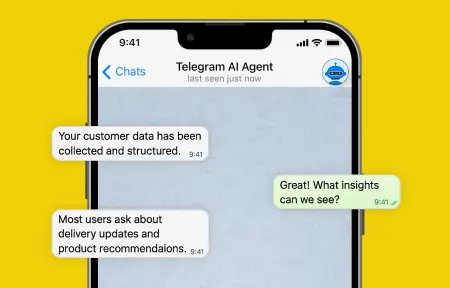 9:41
Chats
Telegram AI Agent
last seen just now
Your customer data has been
collected and structured. 9:41
Great! What insights
can we see? 9:41
Most users ask about
delivery updates and
product recommendaions. 9:41